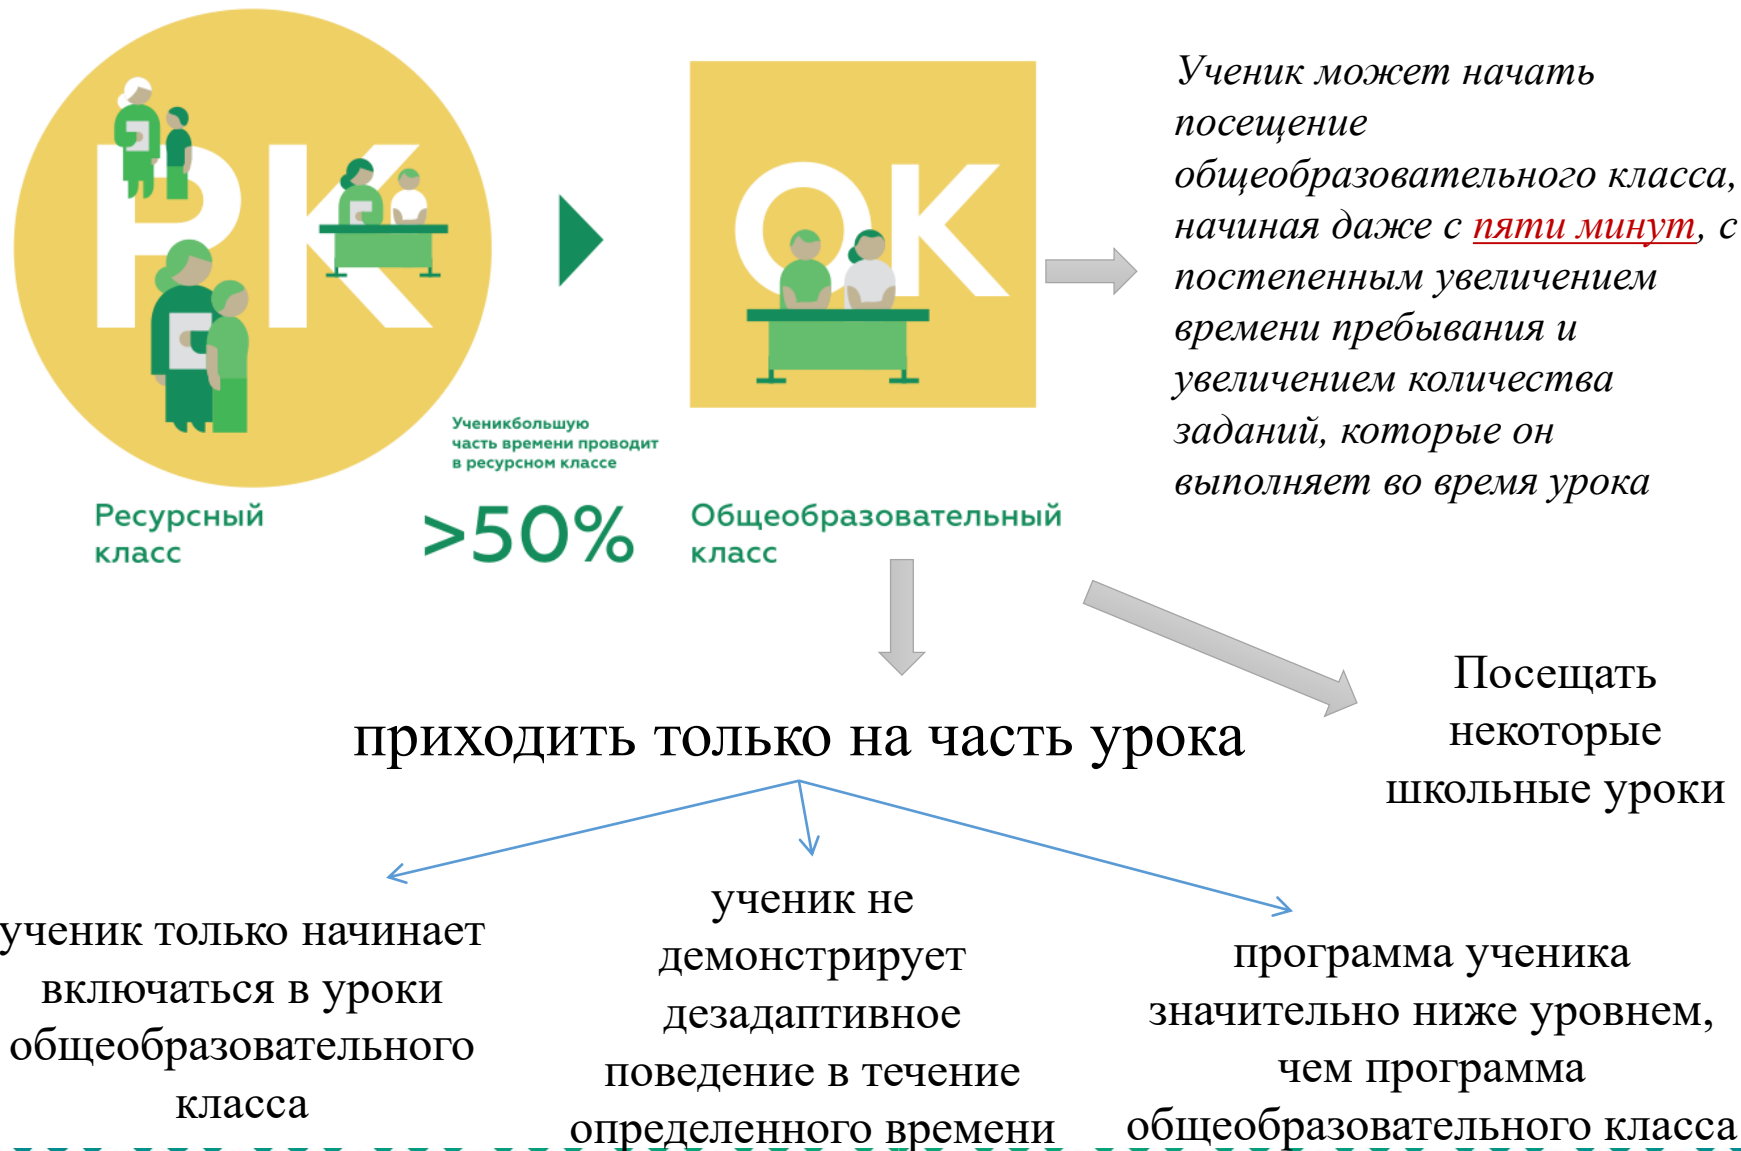 РК
ОК
Ученик может начать
посещение
общеобразовательного класса,
начиная даже с пяти минут, с
постепенным увеличением
времени пребывания и
увеличением количества
заданий, которые он
выполняет во время урока
Ученикбольшую
часть времени проводит
в ресурсном классе
Ресурсный
класс
>50%
Общеобразовательный
класс
приходить только на часть урока
Посещать
некоторые
школьные уроки
ученик только начинает
включаться в уроки
общеобразовательного
класса
ученик не
демонстрирует
дезадаптивное
поведение в течение
определенного времени
программа ученика
значительно ниже уровнем,
чем программа
общеобразовательного класса